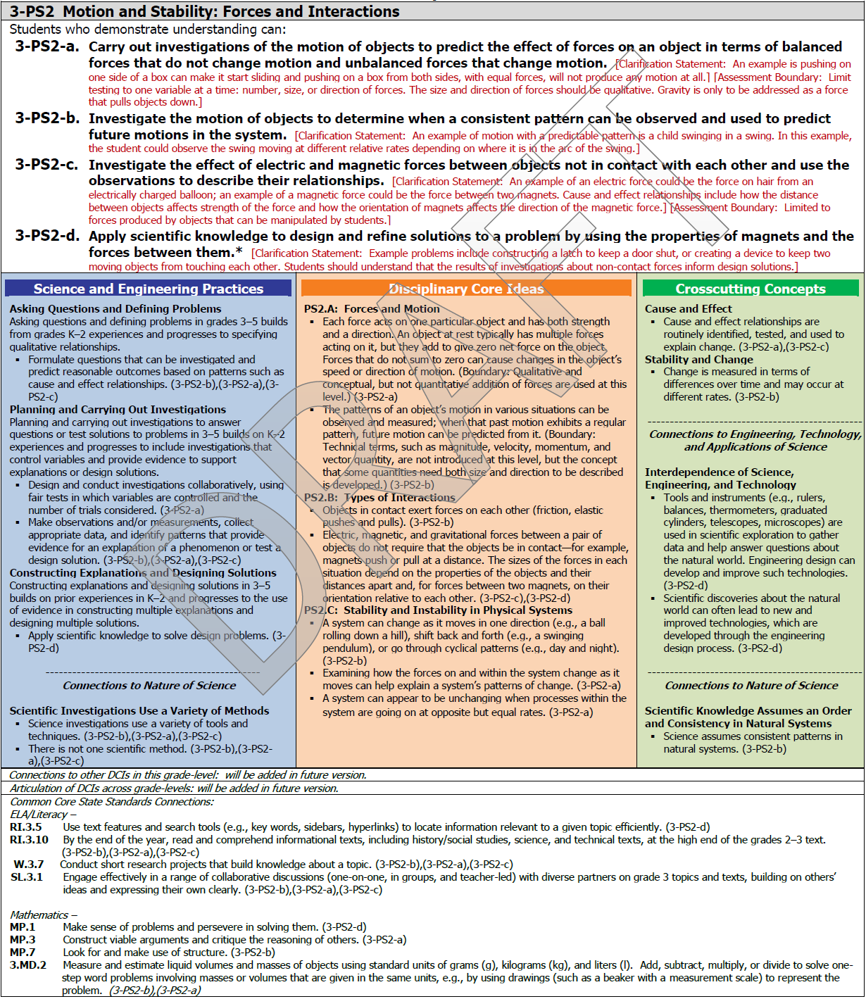 3-PS2 Motion and Stability: Forces and Interactions
Students who demonstrate understanding can:
3-PS2-a. Carry out investigations of the motion of objects to predict the effect of forces on an object in terms of balanced
forces that do not change motion and unbalanced forces that change motion. [Clarification Statement: An example is pushing on
one side of a box can make it start sliding and pushing on a box from both sides, with equal forces, will not produce any motion at all.] [Assessment Boundary: Limit
testing to one variable at a time: number, size, or direction of forces. The size and direction of forces should be qualitative. Gravity is only to be addressed as a force
that pulls objects down.]
3-PS2-b. Investigate the motion of objects to determine when a consistent pattern can be observed and used to predict
future motions in the system. [Clarification Statement: An example of motion with a predictable pattern is a child swinging in a swing. In this example,
the student could observe the swing moving at different relative rates depending on where it is in the arc of the swing.]
3-PS2-c. Investigate the effect of electric and magnetic forces between objects not in contact with each other and use the
observations to describe their relationships. [Clarification Statement: An example of an electric force could be the force on hair from an
electrically charged balloon; an example of a magnetic force could be the force between two magnets. Cause and effect relationships include how the distance
between objects affects strength of the force and how the orientation of magnets affects the direction of the magnetic force.] [Assessment Boundary: Limited to
forces produced by objects that can be manipulated by students.]
3-PS2-d. Apply scientific knowledge to design and refine solutions to a problem by using the properties of magnets and the
forces between them.* [Clarification Statement: Example problems include constructing a latch to keep a door shut, or creating a device to keep two
moving objects from touching each other. Students should understand that the results of investigations about non-contact forces inform design solutions.]
Science and Engineering Practices
Asking Questions and Defining Problems
Asking questions and defining problems in grades 3–5 builds
from grades K–2 experiences and progresses to specifying
qualitative relationships.
▪ Formulate questions that can be investigated and
predict reasonable outcomes based on patterns such as
cause and effect relationships. (3-PS2-b),(3-PS2-a),(3-
PS2-c)
Planning and Carrying Out Investigations
Planning and carrying out investigations to answer
questions or test solutions to problems in 3–5 builds on K–2
experiences and progresses to include investigations that
control variables and provide evidence to support
explanations or design solutions.
▪ Design and conduct investigations collaboratively, using
fair tests in which variables are controlled and the
number of trials considered. (3-PS2-a)
▪ Make observations and/or measurements, collect
appropriate data, and identify patterns that provide
evidence for an explanation of a phenomenon or test a
design solution. (3-PS2-b),(3-PS2-a),(3-PS2-c)
Constructing Explanations and Designing Solutions
Constructing explanations and designing solutions in 3–5
builds on prior experiences in K–2 and progresses to the use
of evidence in constructing multiple explanations and
designing multiple solutions.
▪ Apply scientific knowledge to solve design problems. (3-
PS2-d)
Connections to Nature of Science
Scientific Investigations Use a Variety of Methods
▪ Science investigations use a variety of tools and
techniques. (3-PS2-b),(3-PS2-a),(3-PS2-c)
▪ There is not one scientific method. (3-PS2-b),(3-PS2-
a),(3-PS2-c)
Disciplinary Core Ideas
PS2.A: Forces and Motion
▪ Each force acts on one particular object and has both strength
and a direction. An object at rest typically has multiple forces
acting on it, but they add to give zero net force on the object.
Forces that do not sum to zero can cause changes in the object's
speed or direction of motion. (Boundary: Qualitative and
conceptual, but not quantitative addition of forces are used at this
level.) (3-PS2-a)
▪ The patterns of an object's motion in various situations can be
observed and measured; when that past motion exhibits a regular
pattern, future motion can be predicted from it. (Boundary:
Technical terms, such as magnitude, velocity, momentum, and
vector quantity, are not introduced at this level, but the concept
that some quantities need both size and direction to be described
is developed.) (3-PS2-b)
PS2.B: Types of Interactions
▪ Objects in contact exert forces on each other (friction, elastic
pushes and pulls). (3-PS2-b)
▪ Electric, magnetic, and gravitational forces between a pair of
objects do not require that the objects be in contact—for example,
magnets push or pull at a distance. The sizes of the forces in each
situation depend on the properties of the objects and their
distances apart and, for forces between two magnets, on their
orientation relative to each other. (3-PS2-c),(3-PS2-d)
PS2.C: Stability and Instability in Physical Systems
▪ A system can change as it moves in one direction (e.g., a ball
rolling down a hill), shift back and forth (e.g., a swinging
pendulum), or go through cyclical patterns (e.g., day and night).
(3-PS2-b)
▪ Examining how the forces on and within the system change as it
moves can help explain a system's patterns of change. (3-PS2-a)
▪ A system can appear to be unchanging when processes within the
system are going on at opposite but equal rates. (3-PS2-a)
Crosscutting Concepts
Cause and Effect
▪ Cause and effect relationships are
routinely identified, tested, and used to
explain change. (3-PS2-a),(3-PS2-c)
Stability and Change
▪ Change is measured in terms of
differences over time and may occur at
different rates. (3-PS2-b)
Connections to Engineering, Technology,
and Applications of Science
Interdependence of Science,
Engineering, and Technology
▪ Tools and instruments (e.g., rulers,
balances, thermometers, graduated
cylinders, telescopes, microscopes) are
used in scientific exploration to gather
data and help answer questions about
the natural world. Engineering design can
develop and improve such technologies.
(3-PS2-d)
▪ Scientific discoveries about the natural
world can often lead to new and
improved technologies, which are
developed through the engineering
design process. (3-PS2-d)
Connections to Nature of Science
Scientific Knowledge Assumes an Order
and Consistency in Natural Systems
▪ Science assumes consistent patterns in
natural systems. (3-PS2-b)
DRAFT
Connections to other DCIs in this grade-level: will be added in future version.
Articulation of DCIs across grade-levels: will be added in future version.
Common Core State Standards Connections:
ELA/Literacy –
RI.3.5 Use text features and search tools (e.g., key words, sidebars, hyperlinks) to locate information relevant to a given topic efficiently. (3-PS2-d)
RI.3.10 By the end of the year, read and comprehend informational texts, including history/social studies, science, and technical texts, at the high end of the grades 2–3 text.
(3-PS2-b),(3-PS2-a),(3-PS2-c)
W.3.7 Conduct short research projects that build knowledge about a topic. (3-PS2-b),(3-PS2-a),(3-PS2-c)
SL.3.1 Engage effectively in a range of collaborative discussions (one-on-one, in groups, and teacher-led) with diverse partners on grade 3 topics and texts, building on others'
ideas and expressing their own clearly. (3-PS2-b),(3-PS2-a),(3-PS2-c)
Mathematics –
MP.1 Make sense of problems and persevere in solving them. (3-PS2-d)
MP.3 Construct viable arguments and critique the reasoning of others. (3-PS2-a)
MP.7 Look for and make use of structure. (3-PS2-b)
3.MD.2 Measure and estimate liquid volumes and masses of objects using standard units of grams (g), kilograms (kg), and liters (l). Add, subtract, multiply, or divide to solve one-
step word problems involving masses or volumes that are given in the same units, e.g., by using drawings (such as a beaker with a measurement scale) to represent the
problem. (3-PS2-b),(3-PS2-a)